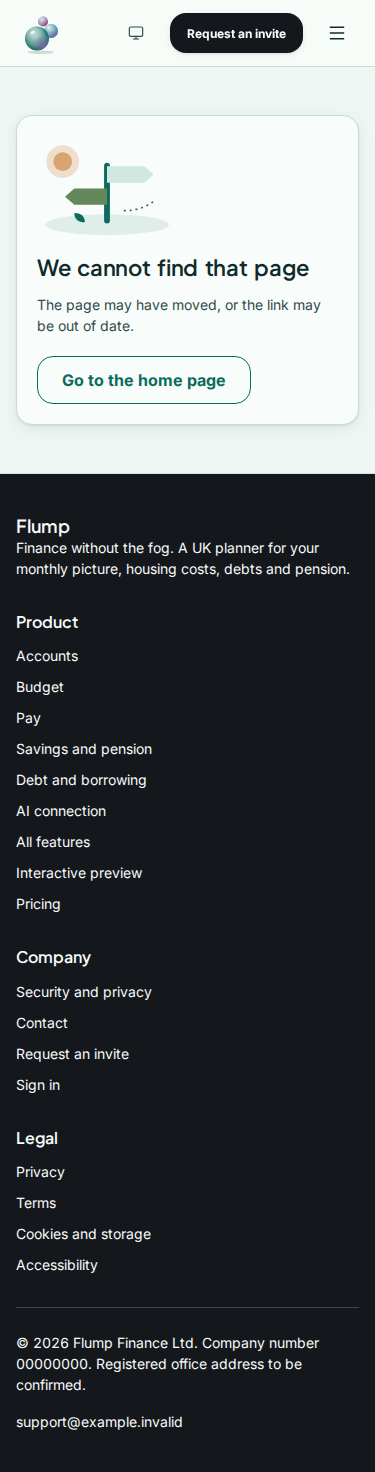 Request an invite
We cannot find that page
The page may have moved, or the link may
be out of date.
Go to the home page
Flump
Finance without the fog. A UK planner for your
monthly picture, housing costs, debts and pension.
Product
Accounts
Budget
Pay
Savings and pension
Debt and borrowing
AI connection
All features
Interactive preview
Pricing
Company
Security and privacy
Contact
Request an invite
Sign in
Legal
Privacy
Terms
Cookies and storage
Accessibility
© 2026 Flump Finance Ltd. Company number
00000000. Registered office address to be
confirmed.
support@example.invalid